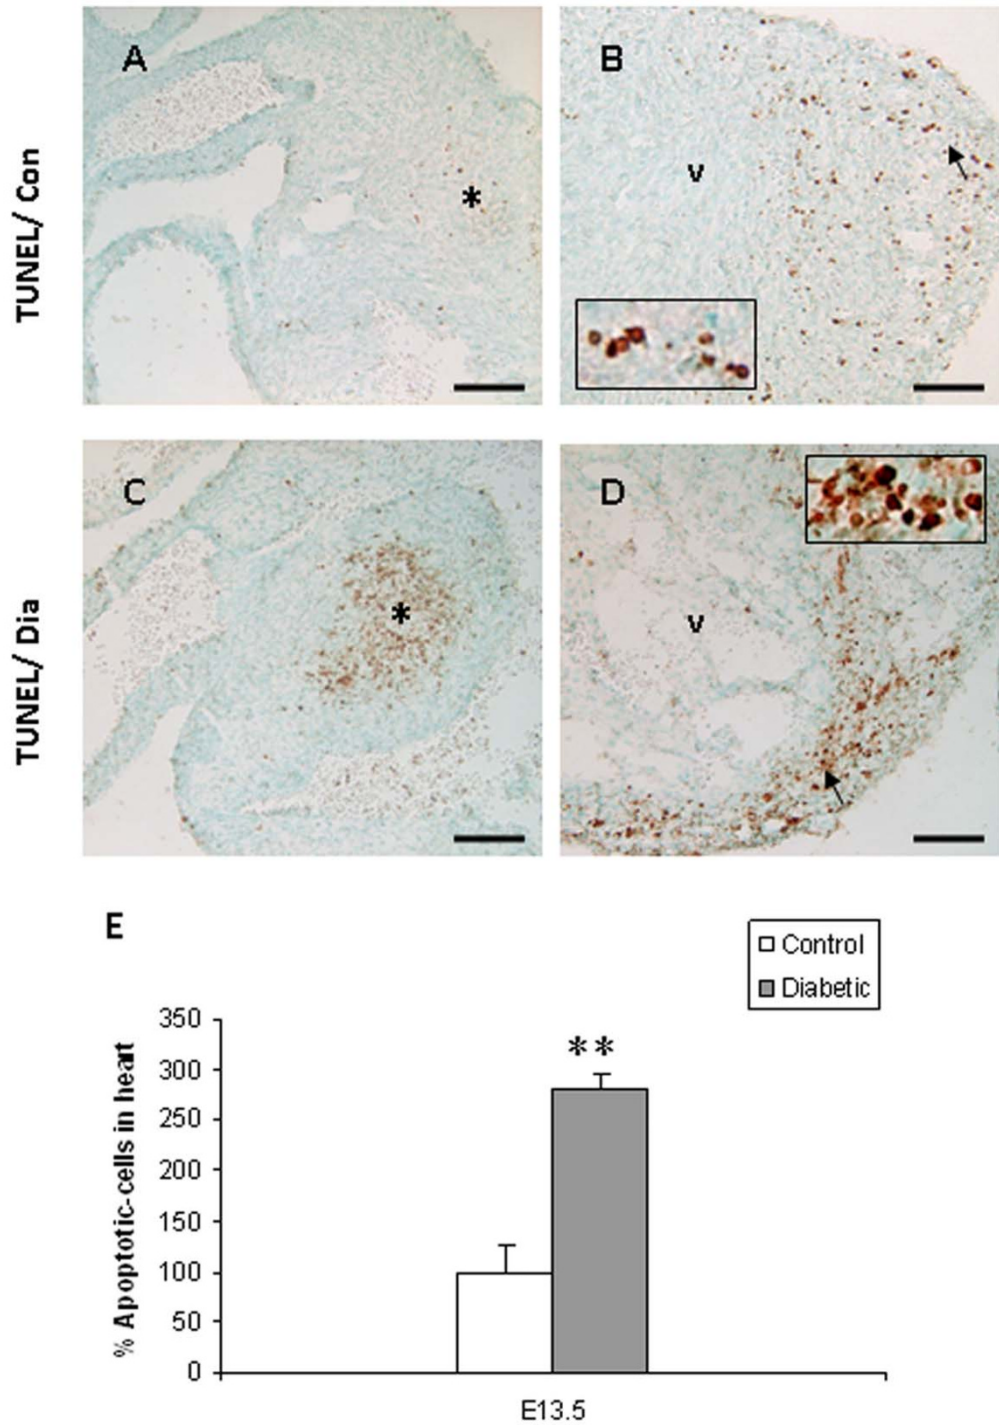 TUNEL/ Con
A
*
B
v
TUNEL/ Dia
C
*
D
v
E
Control
Diabetic
% Apoptotic-cells in heart
350
300
250
200
150
100
50
0
**
E13.5